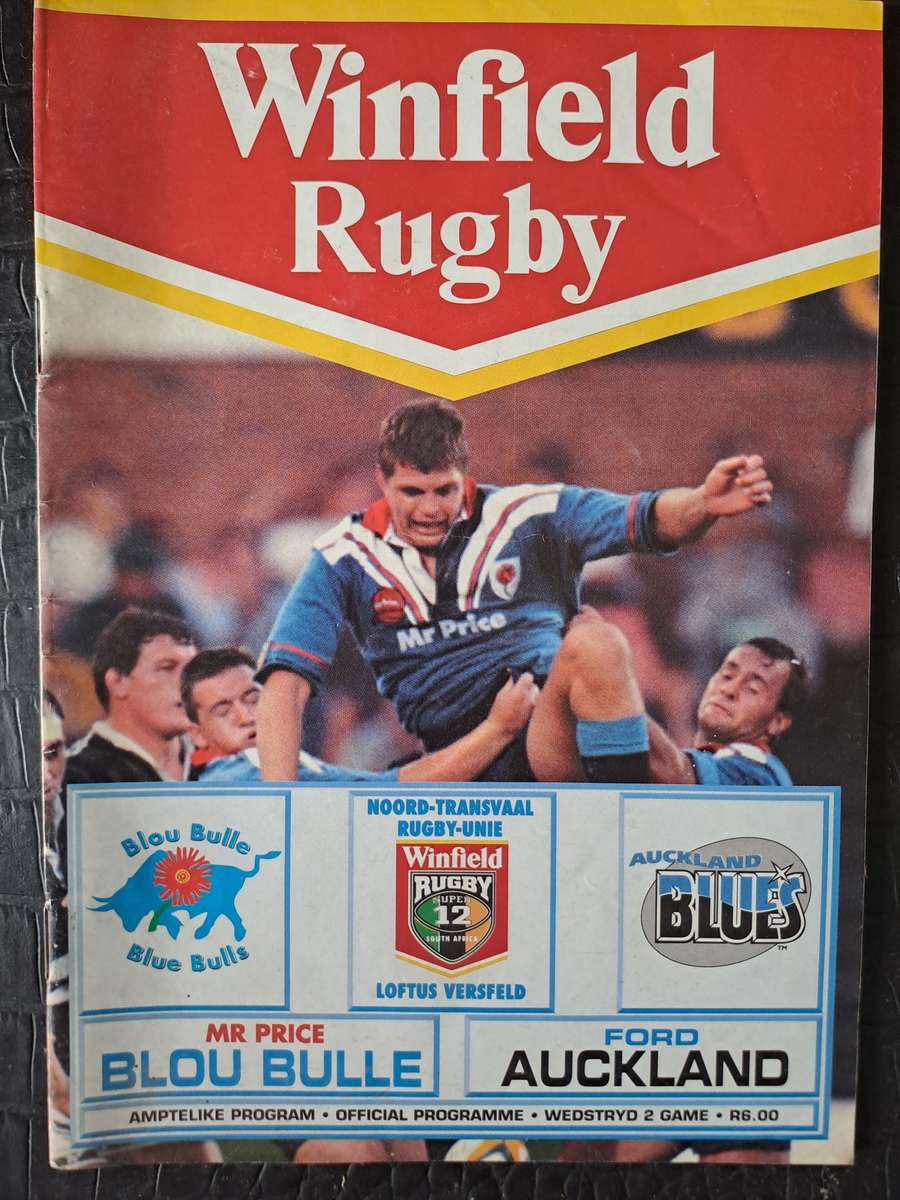 Winfield
Rugby
Mr Price
Blou Bulle
Blue Bulls
NOORD-TRANSVAAL
RUGBY-UNIE
Winfield
RUGBY
SUPER
12
SOUTH AFRICA
LOFTUS VERSFELD
AUCKLAND
BLUES
TM
MR PRICE
BLOU BULLE
FORD
AUCKLAND
AMPTELIKE PROGRAM • OFFICIAL PROGRAMME • WEDSTRYD 2 GAME • R6.00